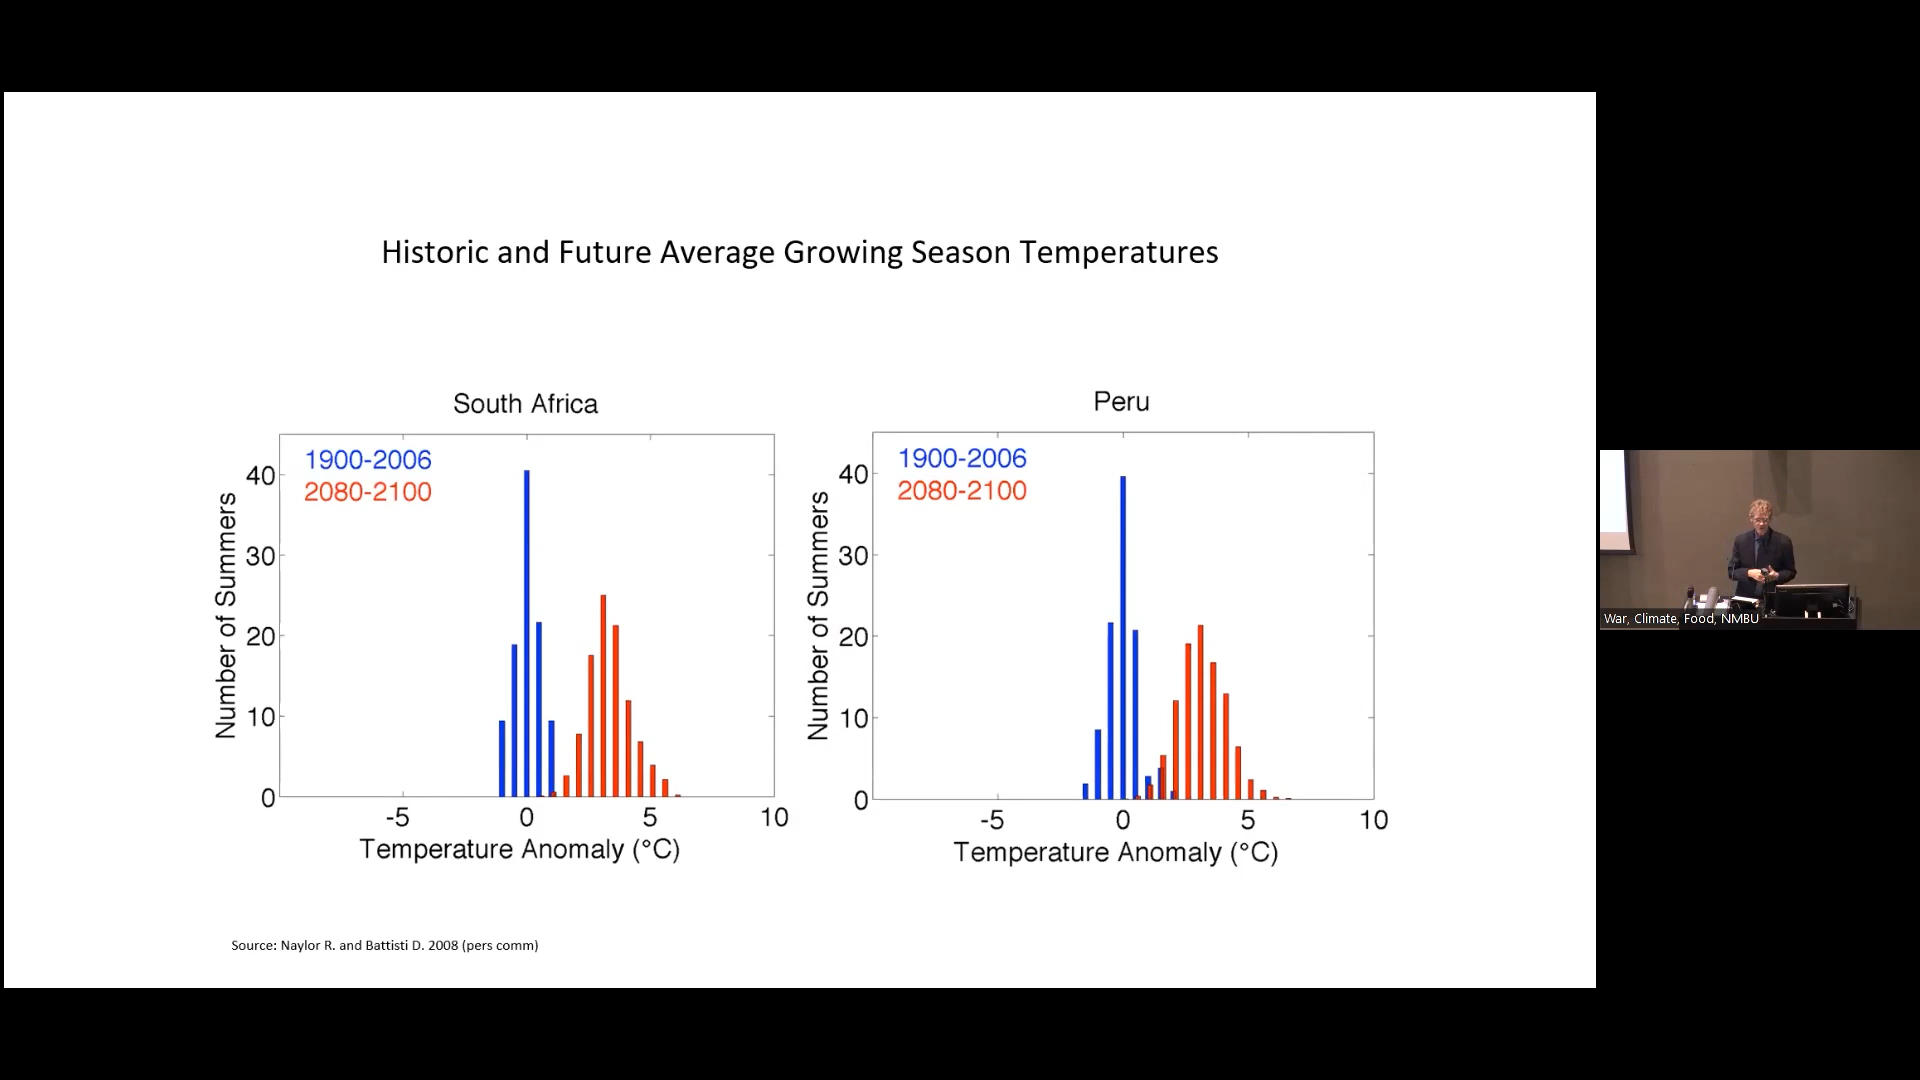 Historic and Future Average Growing Season Temperatures
South Africa
1900-2006
2080-2100
Number of Summers
40
30
20
10
0
-5 0 5 10
Temperature Anomaly (°C)
Peru
1900-2006
2080-2100
Number of Summers
40
30
20
10
0
-5 0 5 10
Temperature Anomaly (°C)
Source: Naylor R. and Battisti D. 2008 (pers comm)
War, Climate, Food, NMBU